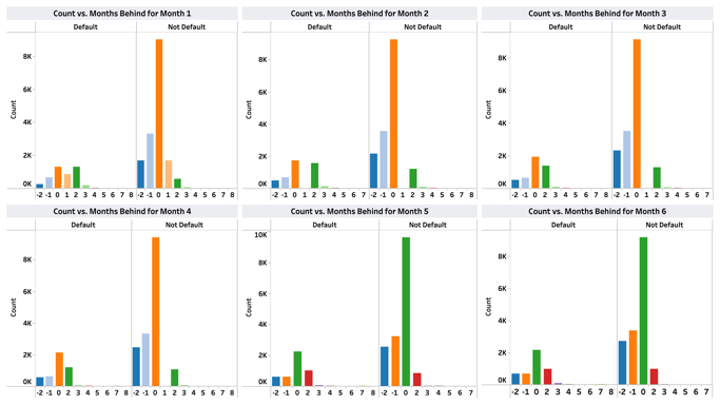 Count vs. Months Behind for Month 1
Default Not Default
Count
8K
6K
4K
2K
0K
-2 -1 0 1 2 3 4 5 6 7 8 -2 -1 0 1 2 3 4 5 6 7 8
Count vs. Months Behind for Month 2
Default Not Default
Count
8K
6K
4K
2K
0K
-2 -1 0 1 2 3 4 5 6 7 8 -2 -1 0 1 2 3 4 5 6 7 8
Count vs. Months Behind for Month 3
Default Not Default
Count
8K
6K
4K
2K
0K
-2 -1 0 1 2 3 4 5 6 7 8 -2 -1 0 1 2 3 4 5 6 7 8
Count vs. Months Behind for Month 4
Default Not Default
Count
8K
6K
4K
2K
0K
-2 -1 0 1 2 3 4 5 6 7 8 -2 -1 0 1 2 3 4 5 6 7 8
Count vs. Months Behind for Month 5
Default Not Default
Count
10K
8K
6K
4K
2K
0K
-2 -1 0 2 3 4 5 6 7 8 -2 -1 0 2 3 4 5 6 7 8
Count vs. Months Behind for Month 6
Default Not Default
Count
8K
6K
4K
2K
0K
-2 -1 0 2 3 4 5 6 7 8 -2 -1 0 2 3 4 5 6 7